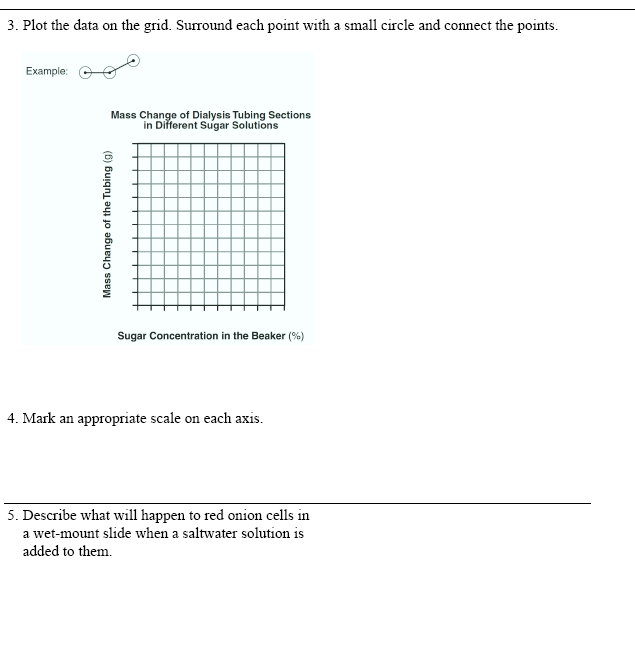 3. Plot the data on the grid. Surround each point with a small circle and connect the points.
Example:
Mass Change of Dialysis Tubing Sections
in Different Sugar Solutions
Mass Change of the Tubing (g)
Sugar Concentration in the Beaker (%)
4. Mark an appropriate scale on each axis.
5. Describe what will happen to red onion cells in
a wet-mount slide when a saltwater solution is
added to them.